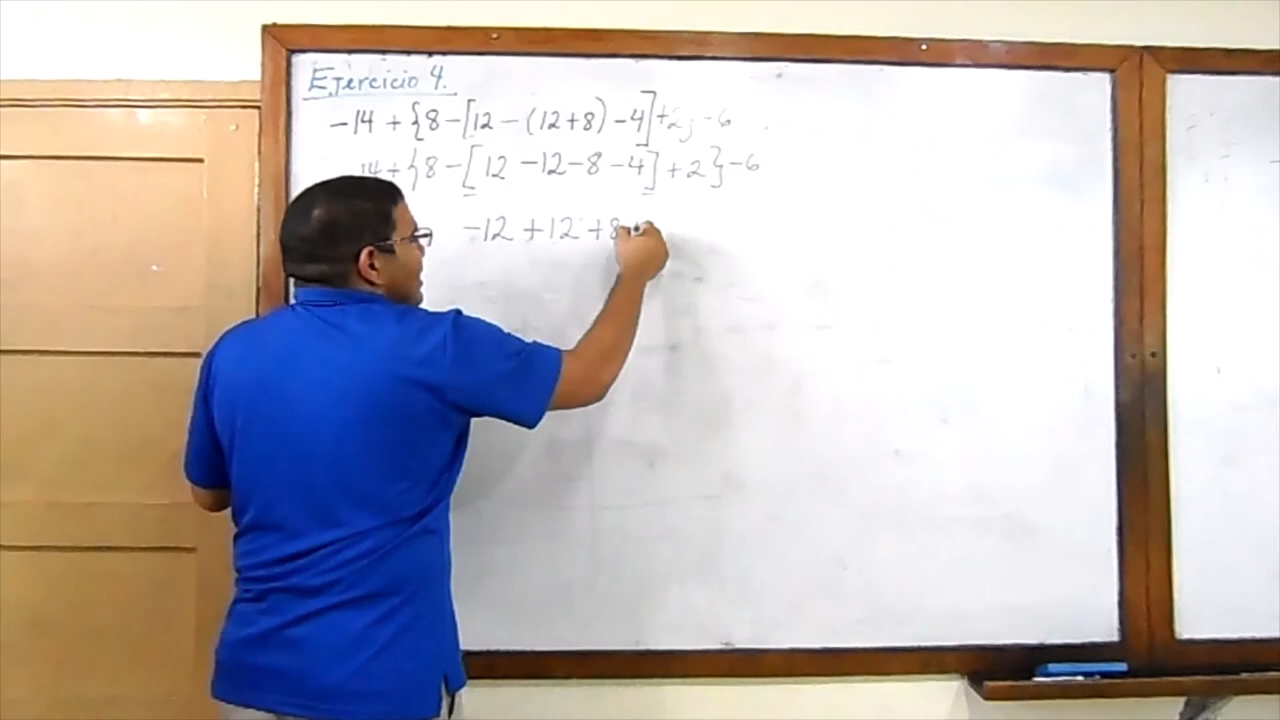 Ejercicio 4.
-14 + {8 - [12 - (12+8) - 4] + 2} - 6
14 + {8 - [12 - 12 - 8 - 4] + 2} - 6
-12 + 12 + 8